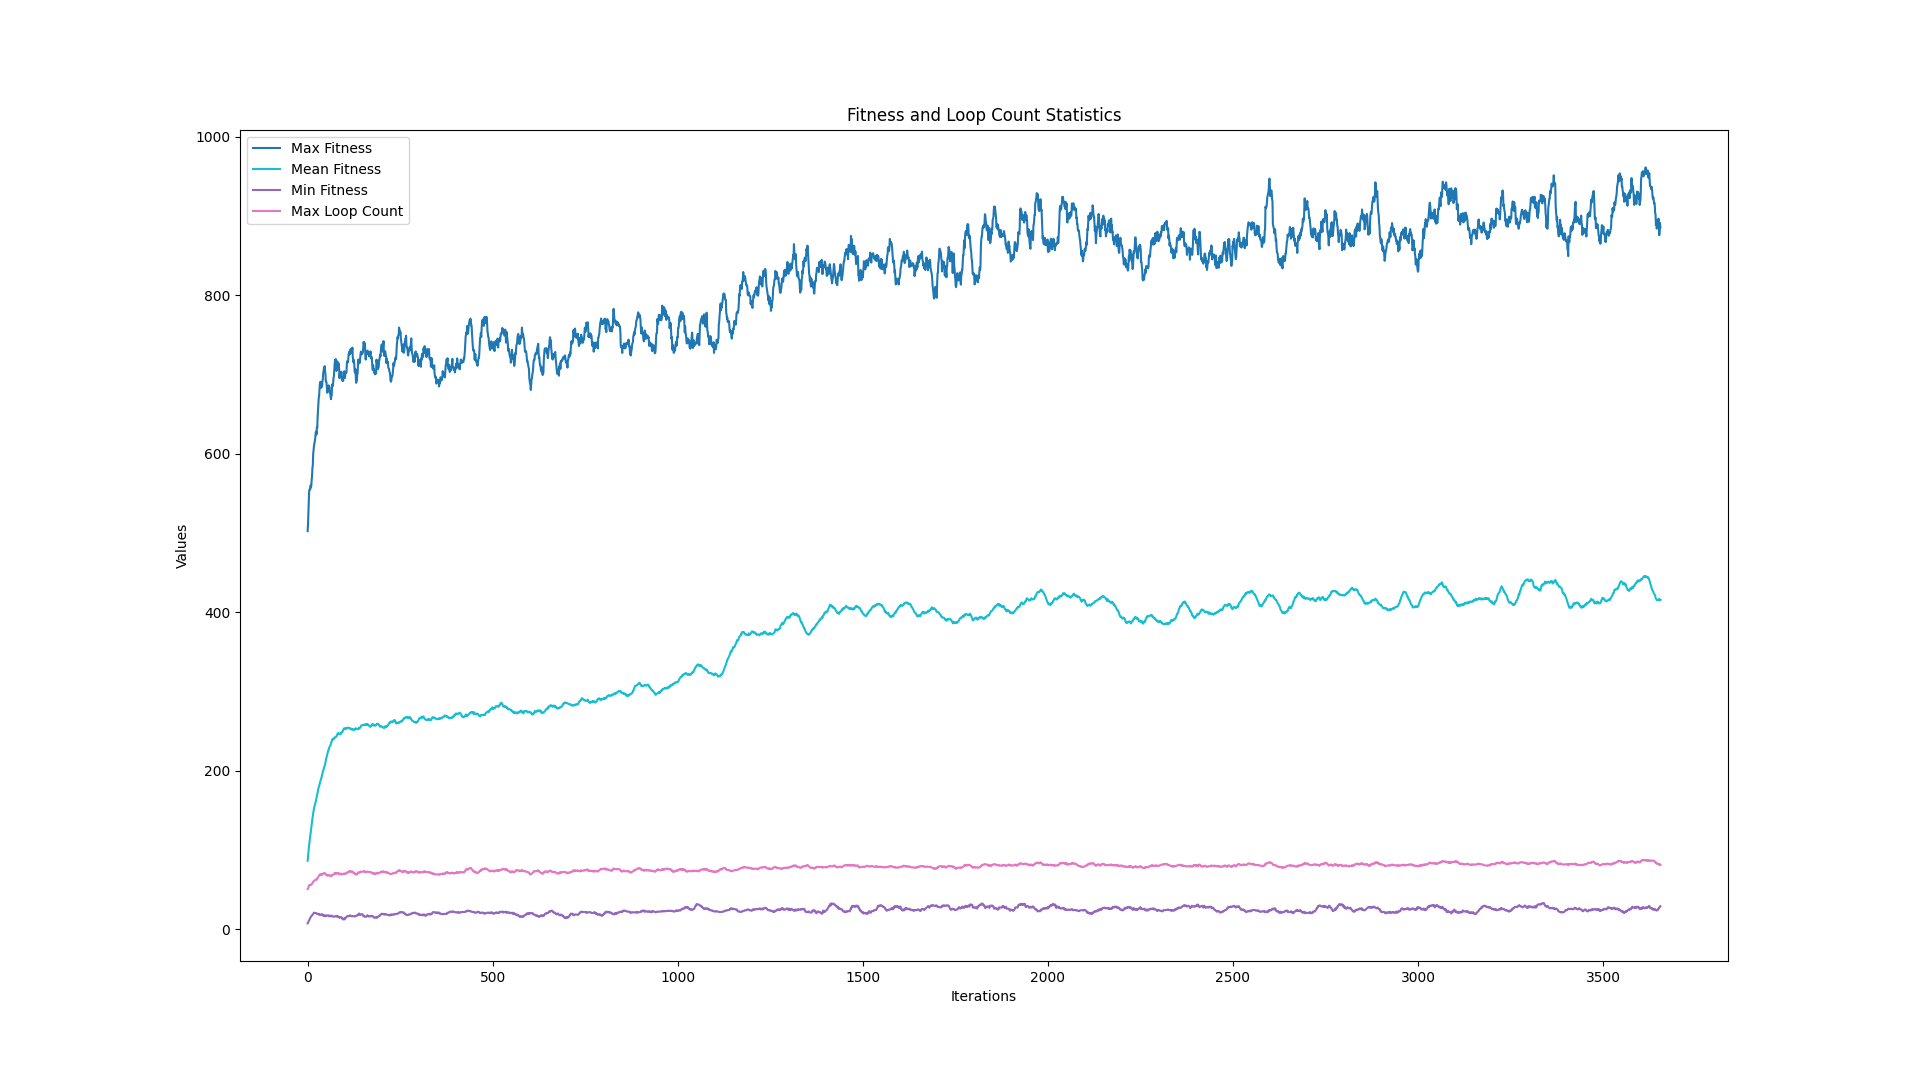 Fitness and Loop Count Statistics
1000
800
600
400
200
0
Values
Max Fitness
Mean Fitness
Min Fitness
Max Loop Count
0 500 1000 1500 2000 2500 3000 3500
Iterations